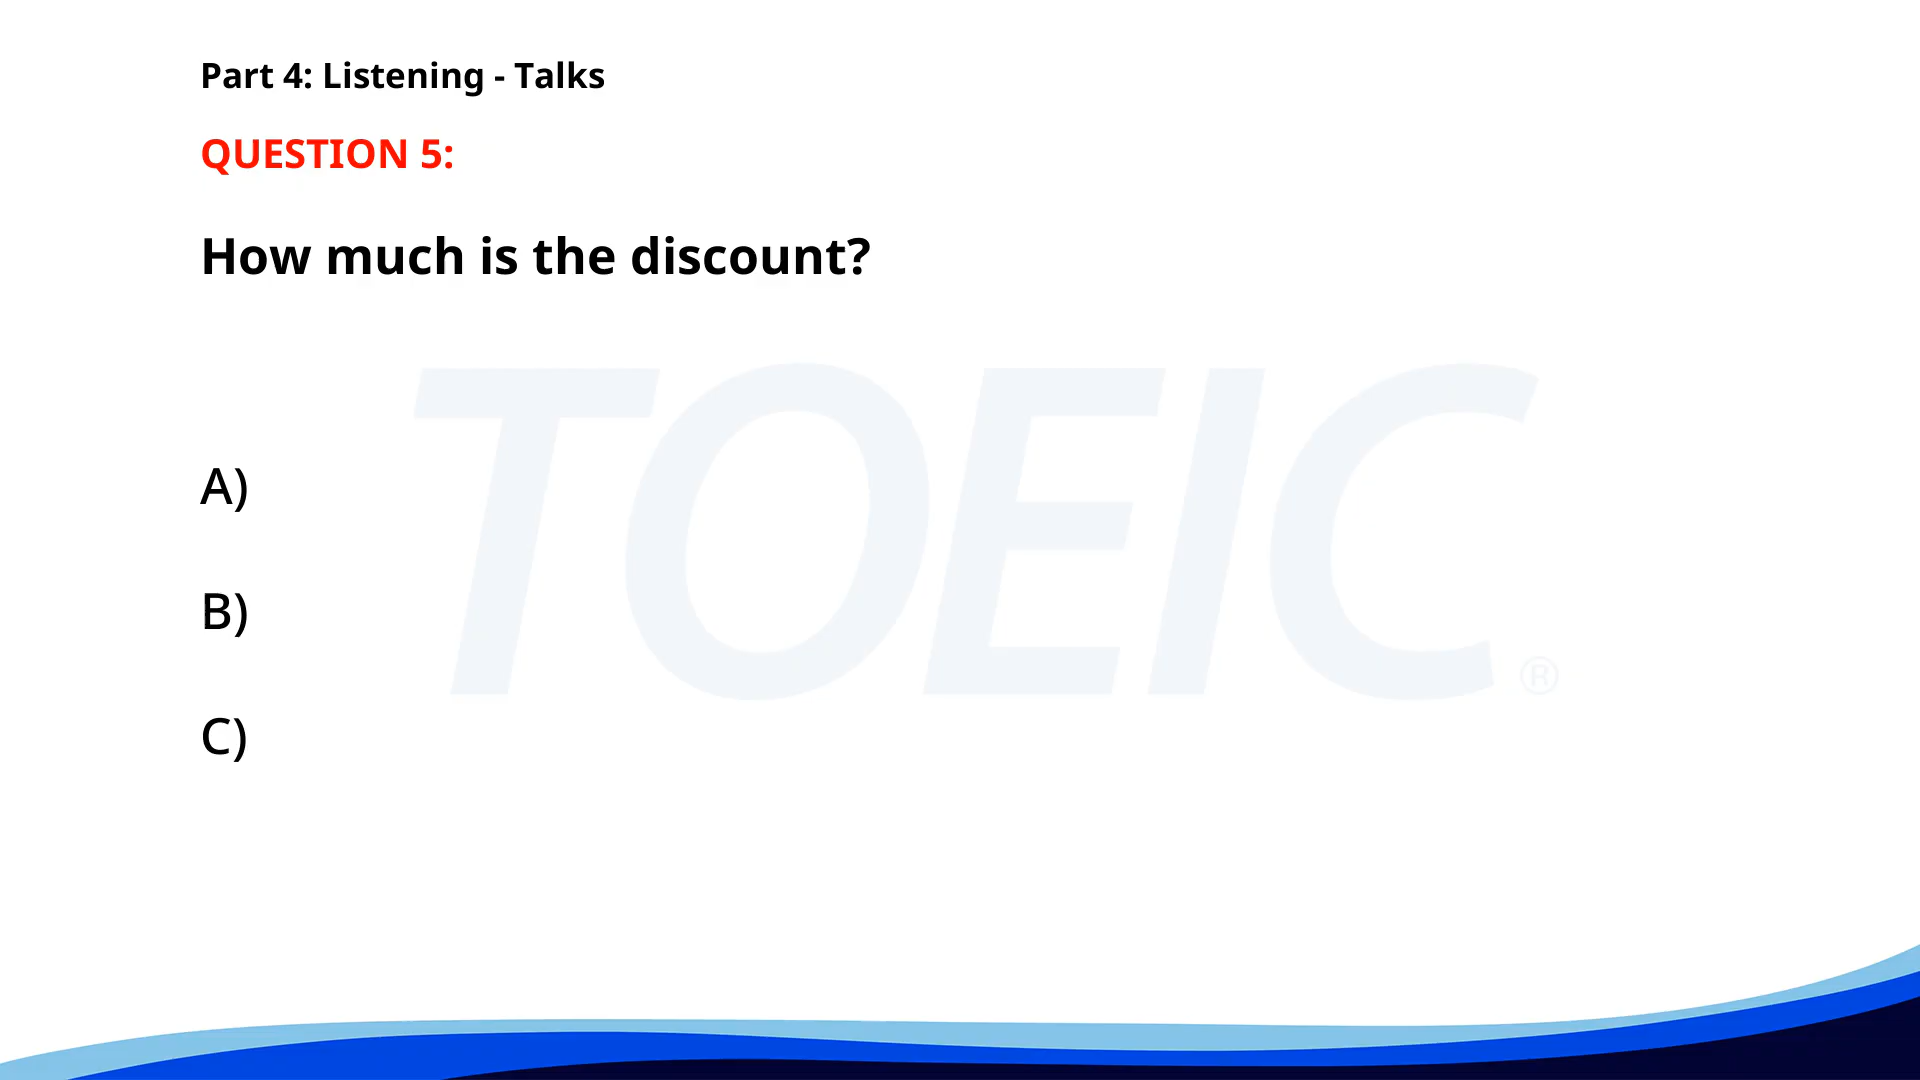 Part 4: Listening - Talks
QUESTION 5:
How much is the discount?
TOEIC®
A)
B)
C)